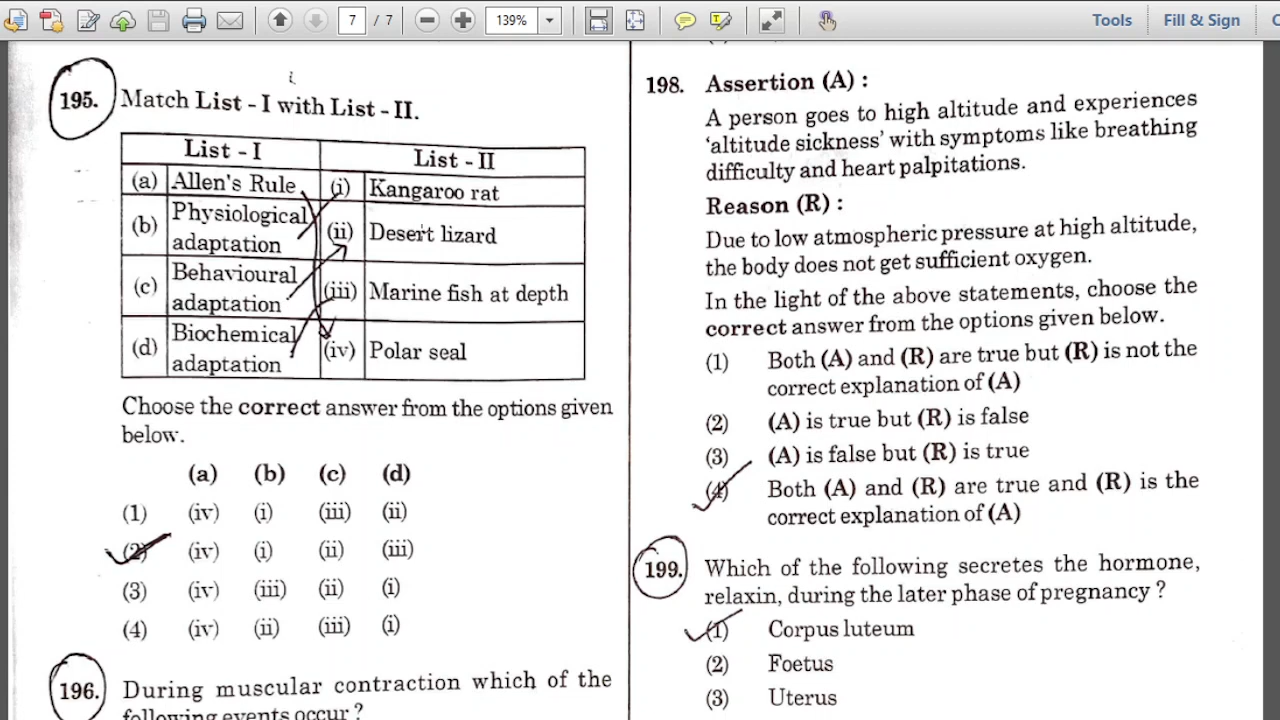 7 / 7
139%
Tools
Fill & Sign
195. Match List - I with List - II.
List - I List - II
(a) Allen's Rule (i) Kangaroo rat
(b) Physiological adaptation (ii) Desert lizard
(c) Behavioural adaptation (iii) Marine fish at depth
(d) Biochemical adaptation (iv) Polar seal
Choose the correct answer from the options given
below.
(a) (b) (c) (d)
(1) (iv) (i) (iii) (ii)
(2) (iv) (i) (ii) (iii)
(3) (iv) (iii) (ii) (i)
(4) (iv) (ii) (iii) (i)
196. During muscular contraction which of the
following events occur ?
198. Assertion (A) :
A person goes to high altitude and experiences
‘altitude sickness’ with symptoms like breathing
difficulty and heart palpitations.
Reason (R) :
Due to low atmospheric pressure at high altitude,
the body does not get sufficient oxygen.
In the light of the above statements, choose the
correct answer from the options given below.
(1) Both (A) and (R) are true but (R) is not the
correct explanation of (A)
(2) (A) is true but (R) is false
(3) (A) is false but (R) is true
(4) Both (A) and (R) are true and (R) is the
correct explanation of (A)
199. Which of the following secretes the hormone,
relaxin, during the later phase of pregnancy ?
(1) Corpus luteum
(2) Foetus
(3) Uterus